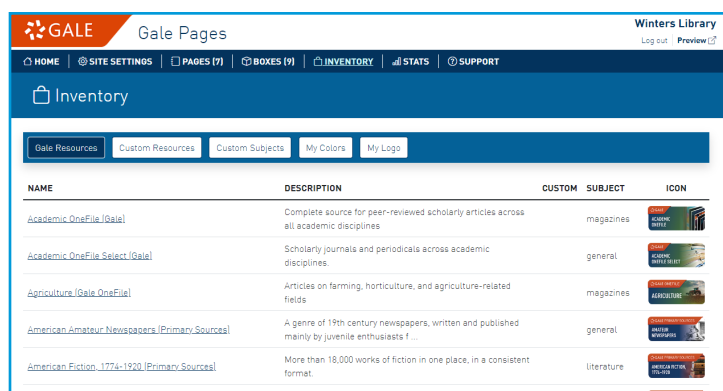 GALE
Gale Pages
Winters Library
Log out Preview
HOME SITE SETTINGS PAGES (7) BOXES (9) INVENTORY STATS SUPPORT
Inventory
Gale Resources Custom Resources Custom Subjects My Colors My Logo
NAME DESCRIPTION CUSTOM SUBJECT ICON
Academic OneFile (Gale) Complete source for peer-reviewed scholarly articles across
all academic disciplines
magazines
ACADEMIC
ONEFILE
Academic OneFile Select (Gale) Scholarly journals and periodicals across academic
disciplines.
general
ACADEMIC
ONEFILE SELECT
Agriculture (Gale OneFile) Articles on farming, horticulture, and agriculture-related
fields
magazines
AGRICULTURE
American Amateur Newspapers (Primary Sources) A genre of 19th century newspapers, written and published
mainly by juvenile enthusiasts f ...
general
AMATEUR
NEWSPAPERS
American Fiction, 1774-1920 (Primary Sources) More than 18,000 works of fiction in one place, in a consistent
format.
literature
AMERICAN FICTION,
1774-1920